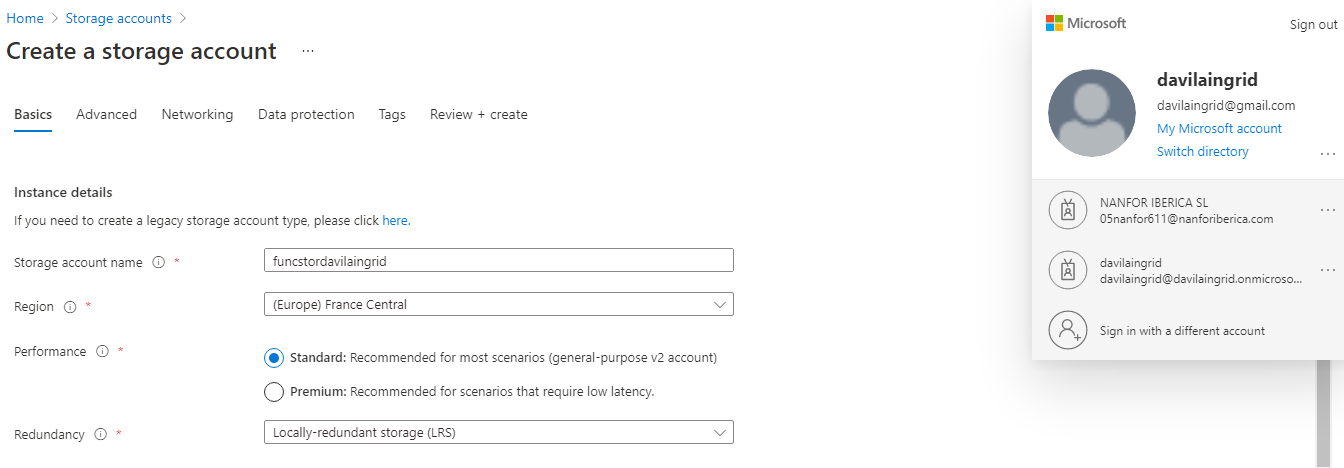 Home > Storage accounts >
Create a storage account ...
Basics Advanced Networking Data protection Tags Review + create
Instance details
If you need to create a legacy storage account type, please click here.
Storage account name * funcstordavilaingrid
Region * (Europe) France Central
Performance * Standard: Recommended for most scenarios (general-purpose v2 account)
Premium: Recommended for scenarios that require low latency.
Redundancy * Locally-redundant storage (LRS)
Microsoft Sign out
davilaingrid
davilaingrid@gmail.com
My Microsoft account
Switch directory ...
NANFOR IBERICA SL
05nanfor611@nanforiberica.com ...
davilaingrid
davilaingrid@davilaingrid.onmicroso... ...
Sign in with a different account